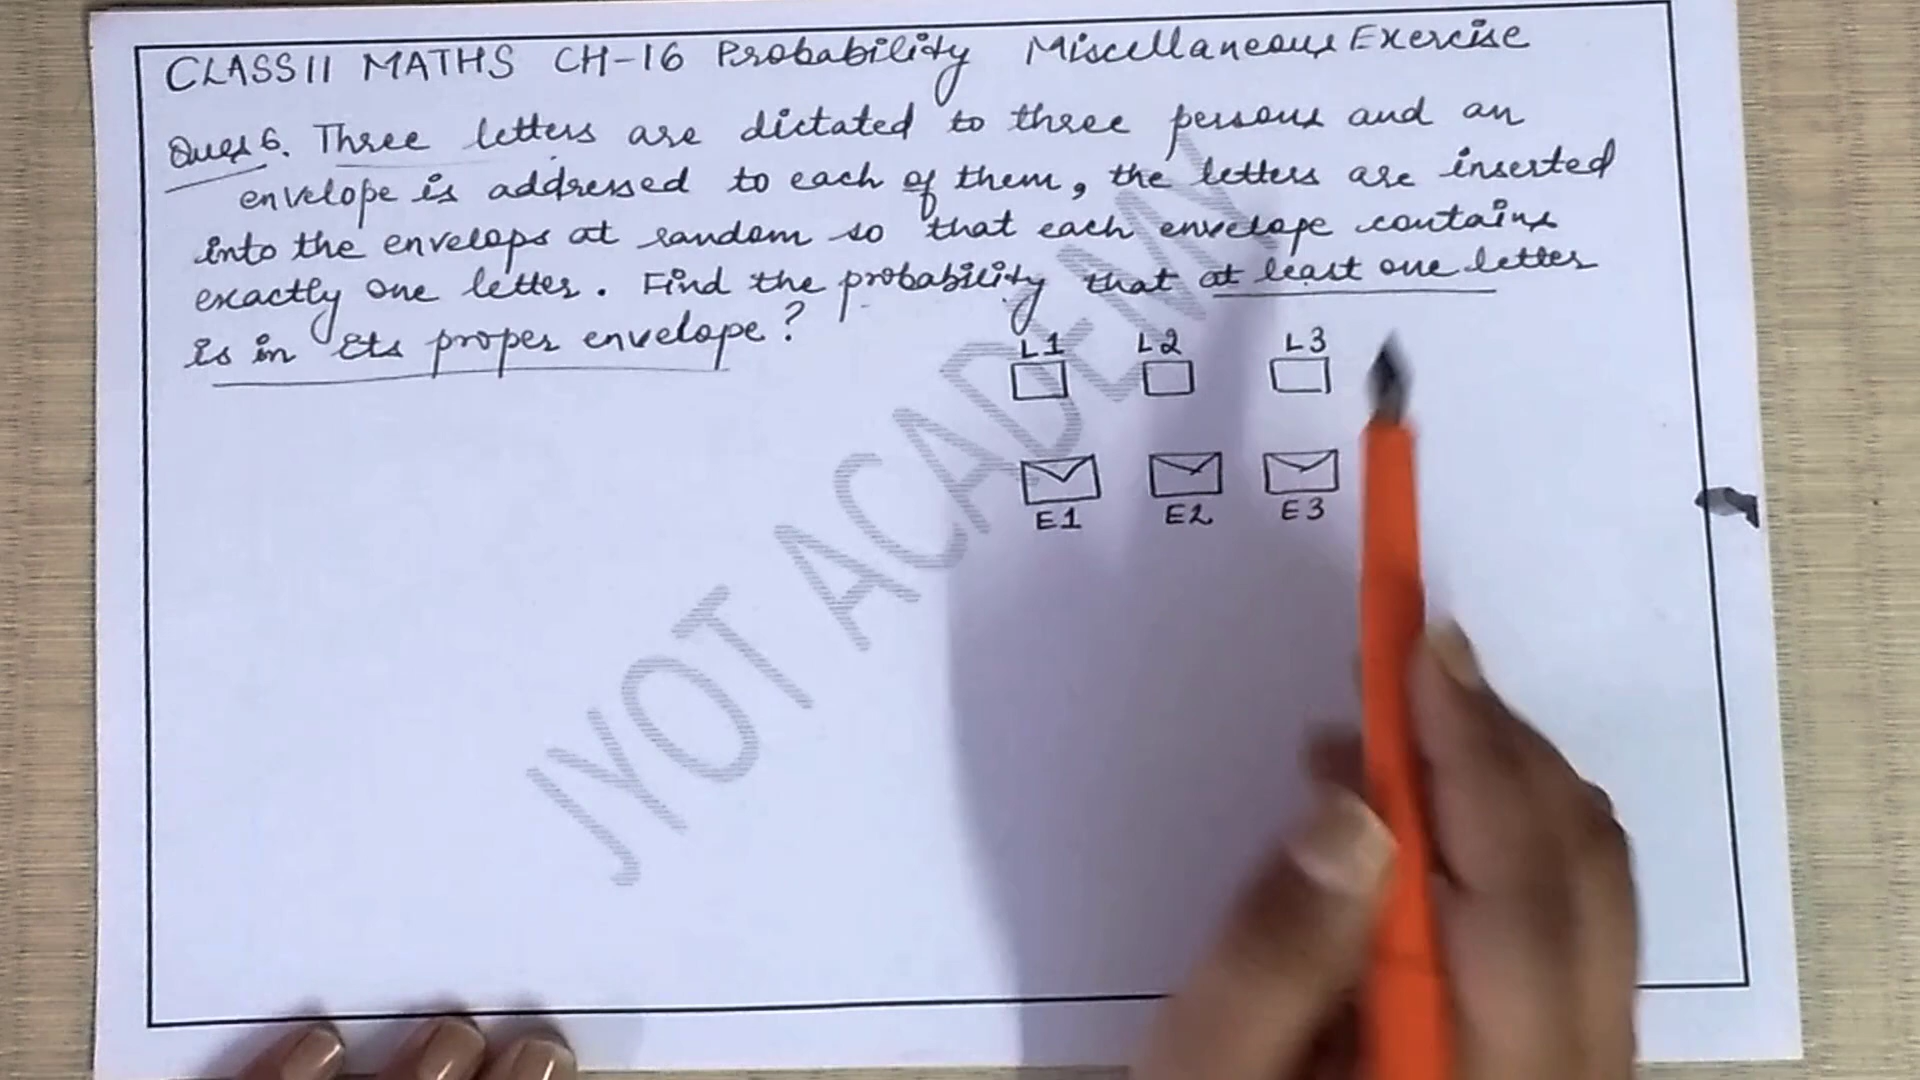 CLASS 11 MATHS CH-16 Probability Miscellaneous Exercise
Ques 6. Three letters are dictated to three persons and an
envelope is addressed to each of them, the letters are inserted
into the envelops at random so that each envelope contains
exactly one letter. Find the probability that at least one letter
is in its proper envelope?
L1 L2 L3
E1 E2 E3
JYOT ACADEMY